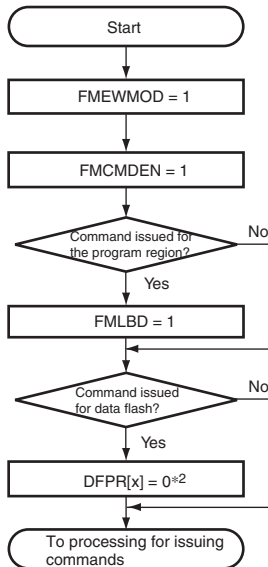 Start
FMEWMOD = 1
FMCMDEN = 1
Command issued for
the program region?
No
Yes
FMLBD = 1
Command issued
for data flash?
No
Yes
DFPR[x] = 0*2
To processing for issuing
commands